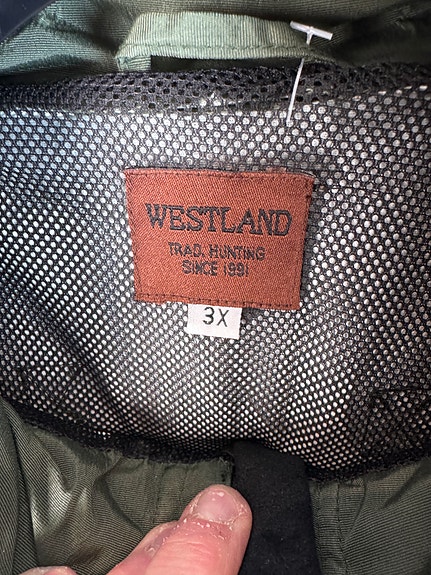 WESTLAND
TRAD. HUNTING
SINCE 1991
3X